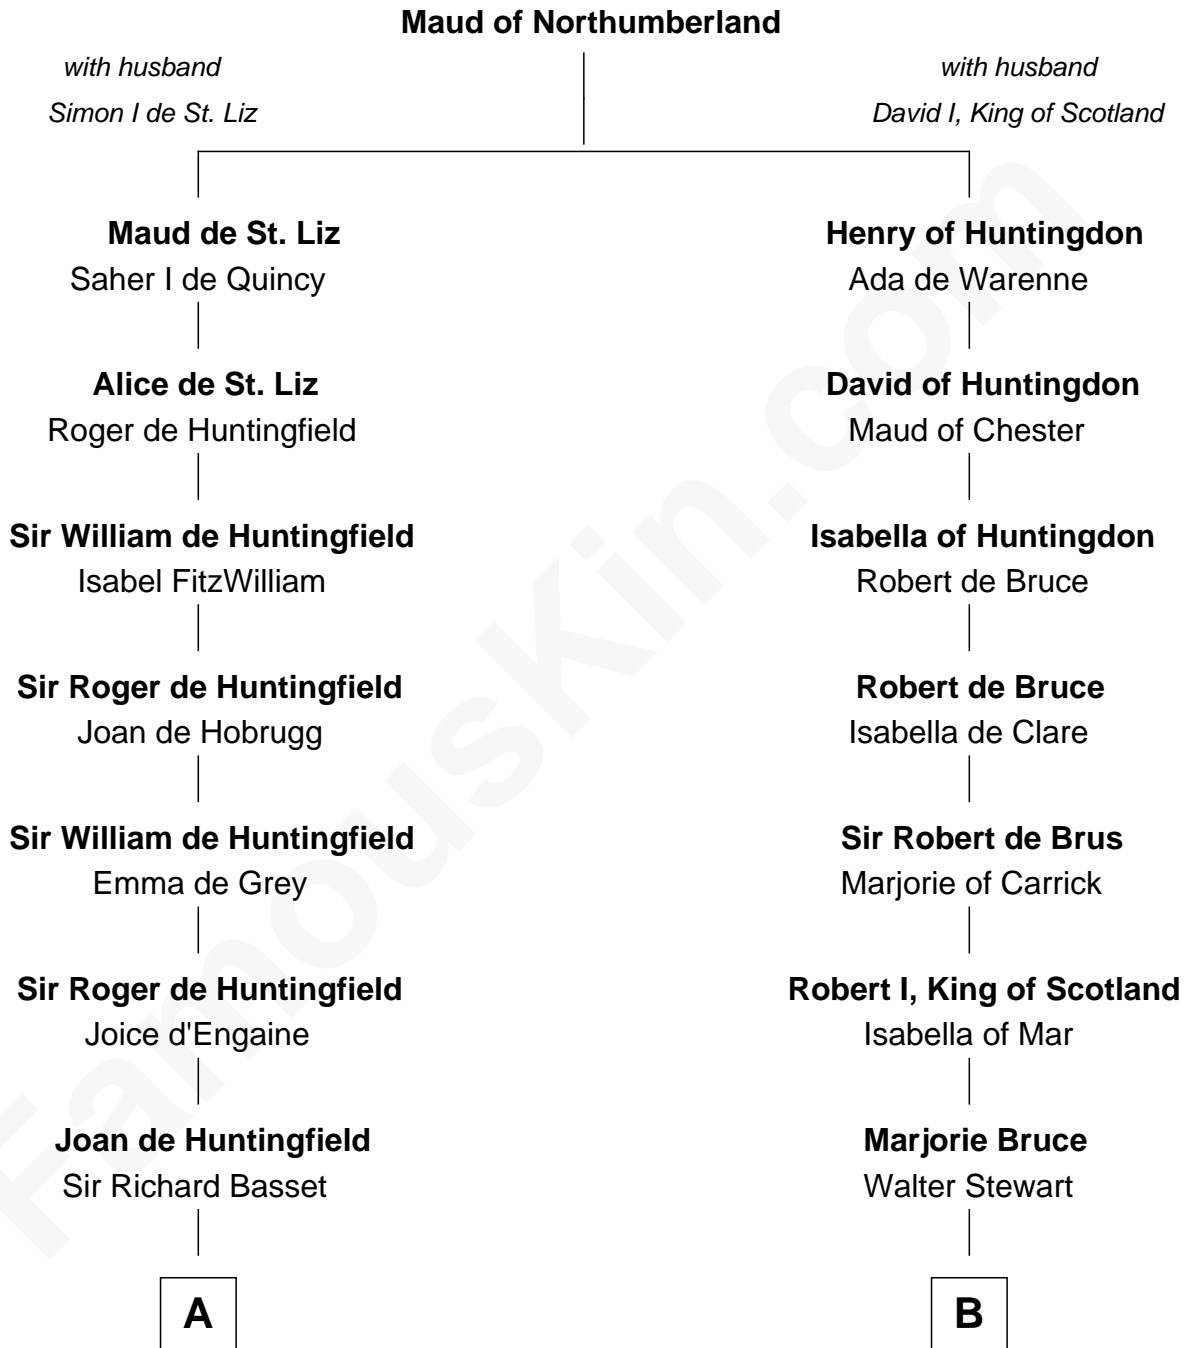 Maud of Northumberland
with husband
Simon I de St. Liz
with husband
David I, King of Scotland
Maud de St. Liz
Saher I de Quincy
Henry of Huntingdon
Ada de Warenne
Alice de St. Liz
Roger de Huntingfield
David of Huntingdon
Maud of Chester
Sir William de Huntingfield
Isabel FitzWilliam
Isabella of Huntingdon
Robert de Bruce
Sir Roger de Huntingfield
Joan de Hobrugg
Robert de Bruce
Isabella de Clare
Sir William de Huntingfield
Emma de Grey
Sir Robert de Brus
Marjorie of Carrick
Sir Roger de Huntingfield
Joice d'Engaine
Robert I, King of Scotland
Isabella of Mar
Joan de Huntingfield
Sir Richard Basset
Marjorie Bruce
Walter Stewart
A
B
FamousKin.com